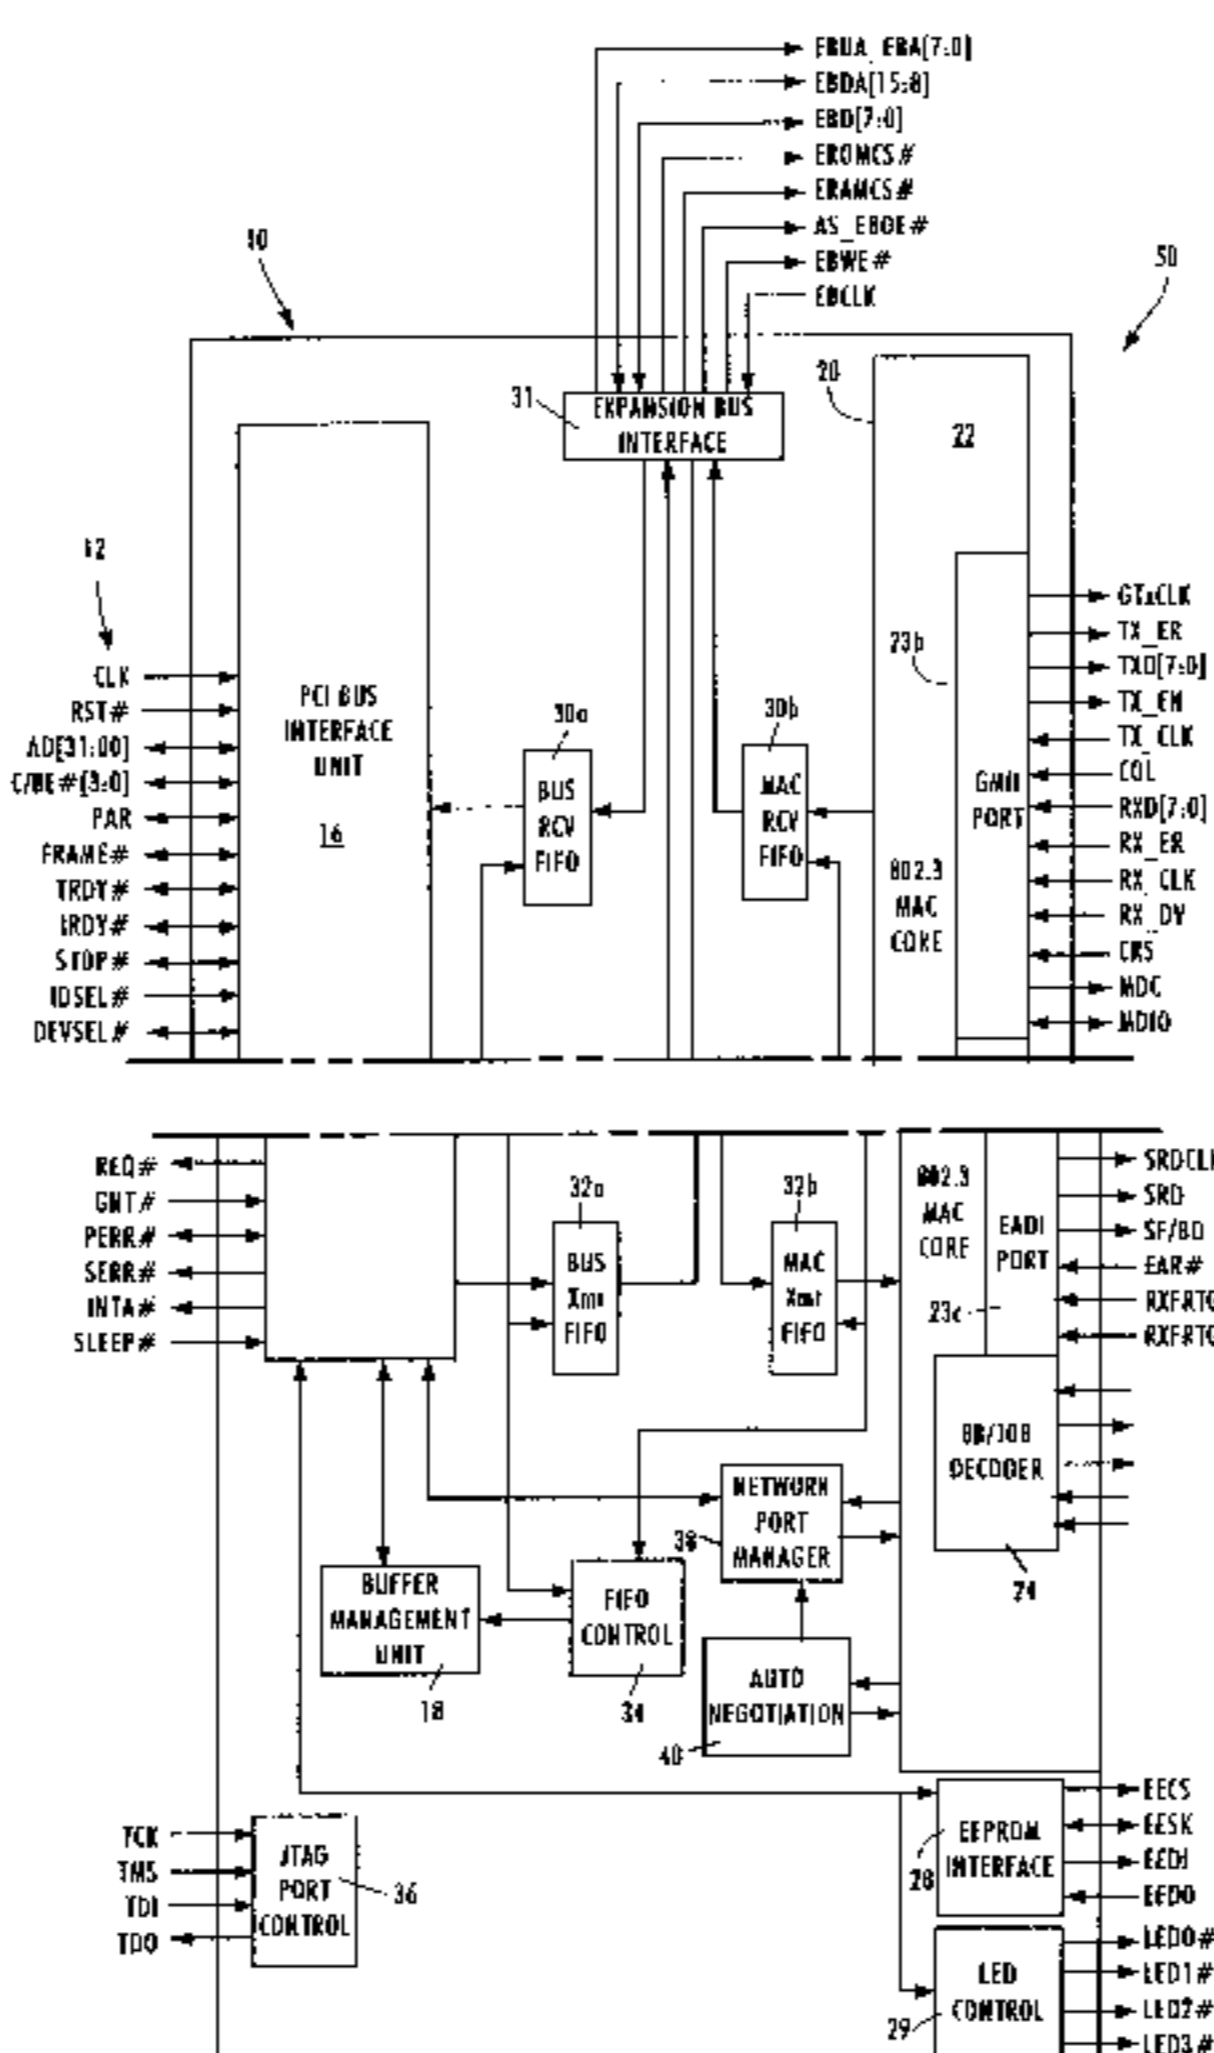 EBUA_EBA[7:0]
EBDA[15:8]
EBD[7:0]
EROMCS#
ERAMCS#
AS_EBOE#
EBWE#
EBCLK
10
50
20
31
EXPANSION BUS
INTERFACE
22
12
23b
30a
30b
CLK
RST#
AD[31:00]
C/BE#[3:0]
PAR
FRAME#
TRDY#
IRDY#
STOP#
IDSEL#
DEVSEL#
PCI BUS
INTERFACE
UNIT
16
BUS
RCV
FIFO
MAC
RCV
FIFO
802.3
MAC
CORE
GMII
PORT
GTxCLK
TX_ER
TXD[7:0]
TX_EN
TX_CLK
COL
RXD[7:0]
RX_ER
RX_CLK
RX_DV
CRS
MDC
MDIO
REQ#
GNT#
PERR#
SERR#
INTA#
SLEEP#
32a
BUS
Xmt
FIFO
32b
MAC
Xmt
FIFO
802.3
MAC
CORE
EADI
PORT
23c
SRDCLK
SRD
SF/BD
EAR#
RXFRTG
RXFRTG
8B/10B
DECODER
24
NETWORK
PORT
MANAGER
38
BUFFER
MANAGEMENT
UNIT
18
FIFO
CONTROL
34
AUTO
NEGOTIATION
40
TCK
TMS
TDI
TDO
JTAG
PORT
CONTROL
36
EEPROM
INTERFACE
28
EECS
EESK
EEDI
EEDO
LED
CONTROL
29
LED0#
LED1#
LED2#
LED3#